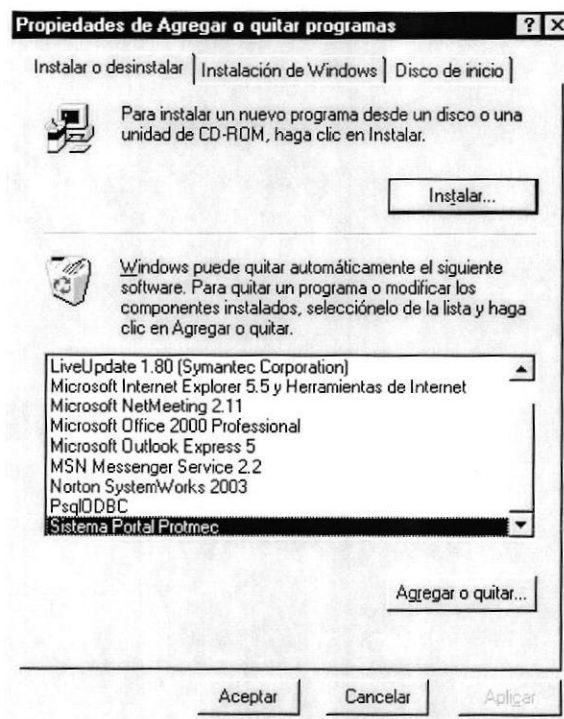 Propiedades de Agregar o quitar programas
Instalar o desinstalar
Instalación de Windows
Disco de inicio
Para instalar un nuevo programa desde un disco o una
unidad de CD-ROM, haga clic en Instalar.
Instalar...
Windows puede quitar automáticamente el siguiente
software. Para quitar un programa o modificar los
componentes instalados, selecciónelo de la lista y haga
clic en Agregar o quitar.
LiveUpdate 1.80 (Symantec Corporation)
Microsoft Internet Explorer 5.5 y Herramientas de Internet
Microsoft NetMeeting 2.11
Microsoft Office 2000 Professional
Microsoft Outlook Express 5
MSN Messenger Service 2.2
Norton SystemWorks 2003
PsqlODBC
Sistema Portal Protmec
Agregar o quitar...
Aceptar
Cancelar
Aplicar